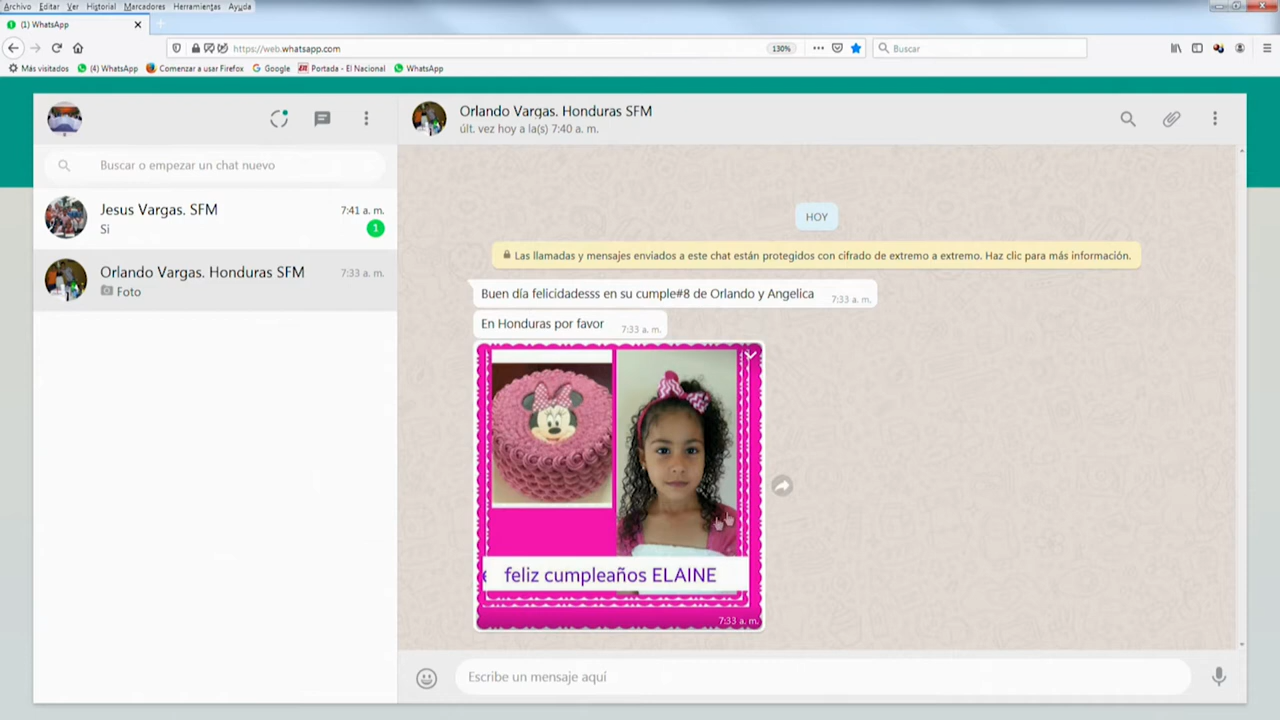 Archivo Editar Ver Historial Marcadores Herramientas Ayuda
(1) WhatsApp
https://web.whatsapp.com
130%
Buscar
Más visitados (4) WhatsApp Comenzar a usar Firefox Google Portada - El Nacional WhatsApp
Orlando Vargas. Honduras SFM
últ. vez hoy a la(s) 7:40 a. m.
Buscar o empezar un chat nuevo
Jesus Vargas. SFM 7:41 a. m.
Si 1
Orlando Vargas. Honduras SFM 7:33 a. m.
Foto
HOY
Las llamadas y mensajes enviados a este chat están protegidos con cifrado de extremo a extremo. Haz clic para más información.
Buen día felicidadesss en su cumple#8 de Orlando y Angelica 7:33 a. m.
En Honduras por favor 7:33 a. m.
feliz cumpleaños ELAINE
7:33 a. m.
Escribe un mensaje aquí